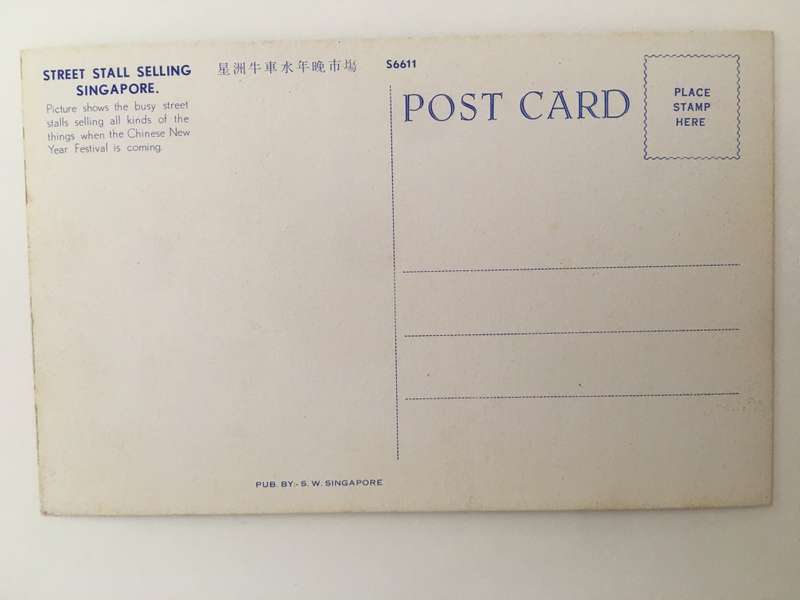 STREET STALL SELLING
SINGAPORE.
Picture shows the busy street
stalls selling all kinds of the
things when the Chinese New
Year Festival is coming.
星洲牛車水年晚市塲
S6611
POST CARD
PLACE
STAMP
HERE
PUB. BY:- S. W. SINGAPORE